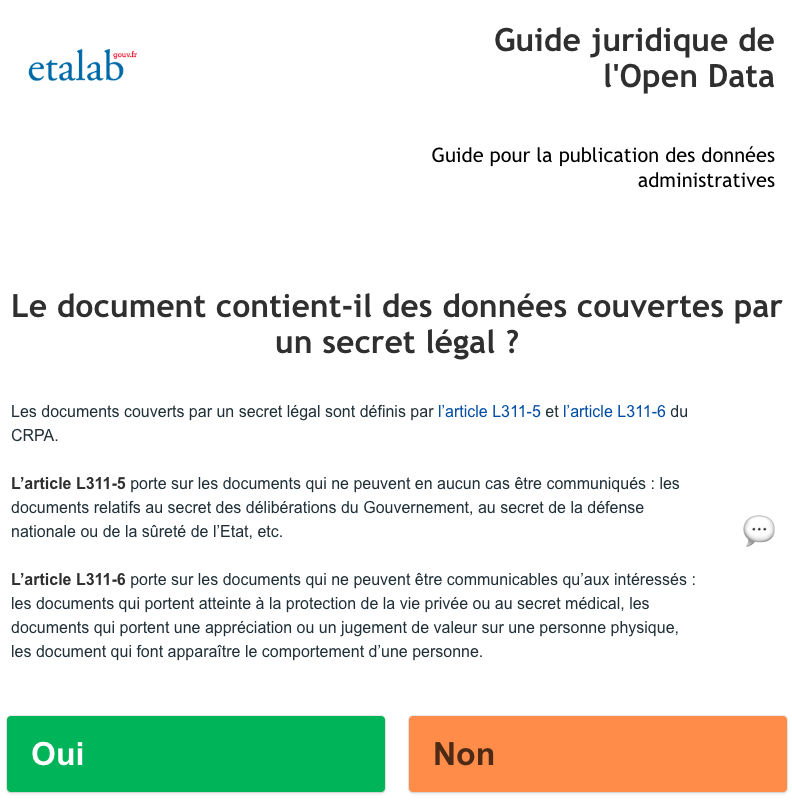 etalab gouv.fr
Guide juridique de
l'Open Data
Guide pour la publication des données
administratives
Le document contient-il des données couvertes par
un secret légal ?
Les documents couverts par un secret légal sont définis par l’article L311-5 et l’article L311-6 du
CRPA.
L’article L311-5 porte sur les documents qui ne peuvent en aucun cas être communiqués : les
documents relatifs au secret des délibérations du Gouvernement, au secret de la défense
nationale ou de la sûreté de l’Etat, etc.
L’article L311-6 porte sur les documents qui ne peuvent être communicables qu’aux intéressés :
les documents qui portent atteinte à la protection de la vie privée ou au secret médical, les
documents qui portent une appréciation ou un jugement de valeur sur une personne physique,
les document qui font apparaître le comportement d’une personne.
Oui
Non